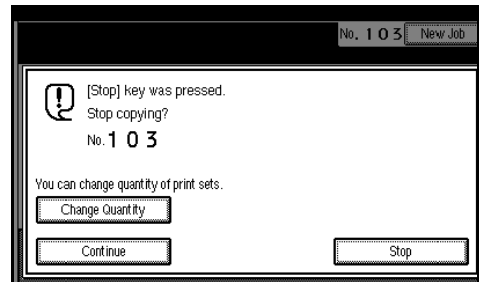 No. 1 0 3 New Job
[Stop] key was pressed.
Stop copying?
No. 1 0 3
You can change quantity of print sets.
Change Quantity
Continue Stop